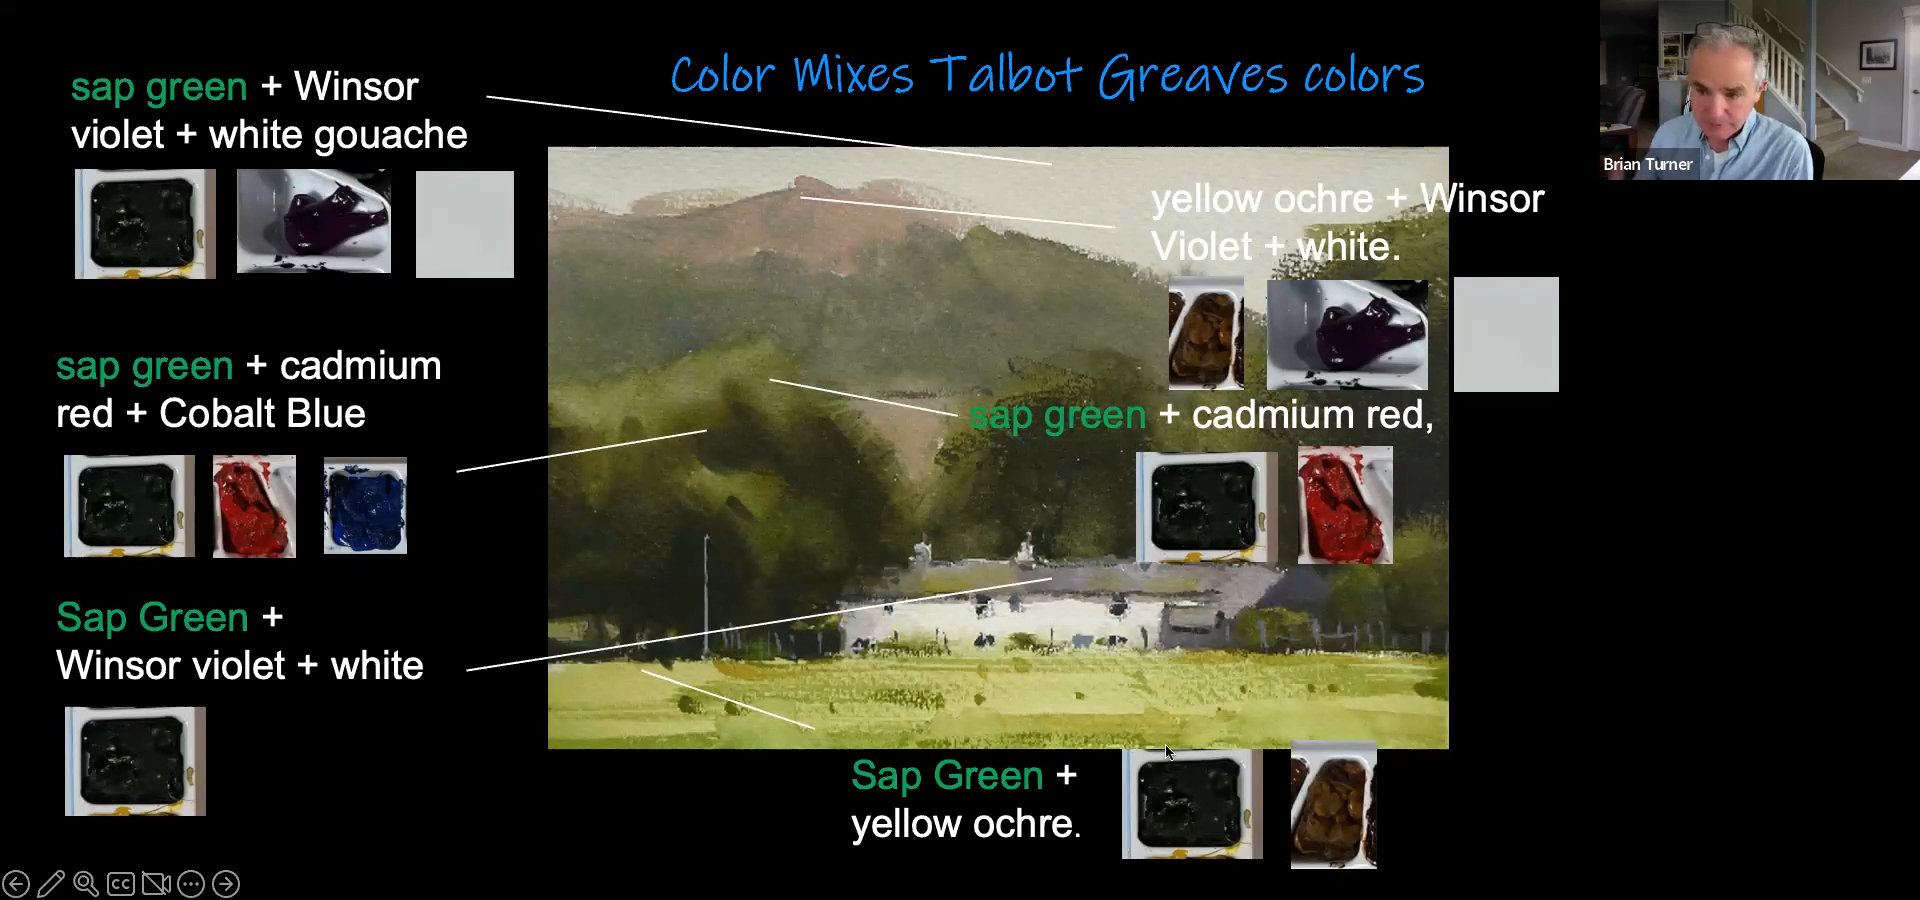 Color Mixes Talbot Greaves colors
sap green + Winsor
violet + white gouache
yellow ochre + Winsor
Violet + white.
sap green + cadmium
red + Cobalt Blue
sap green + cadmium red,
Sap Green +
Winsor violet + white
Sap Green +
yellow ochre.
Brian Turner
CC